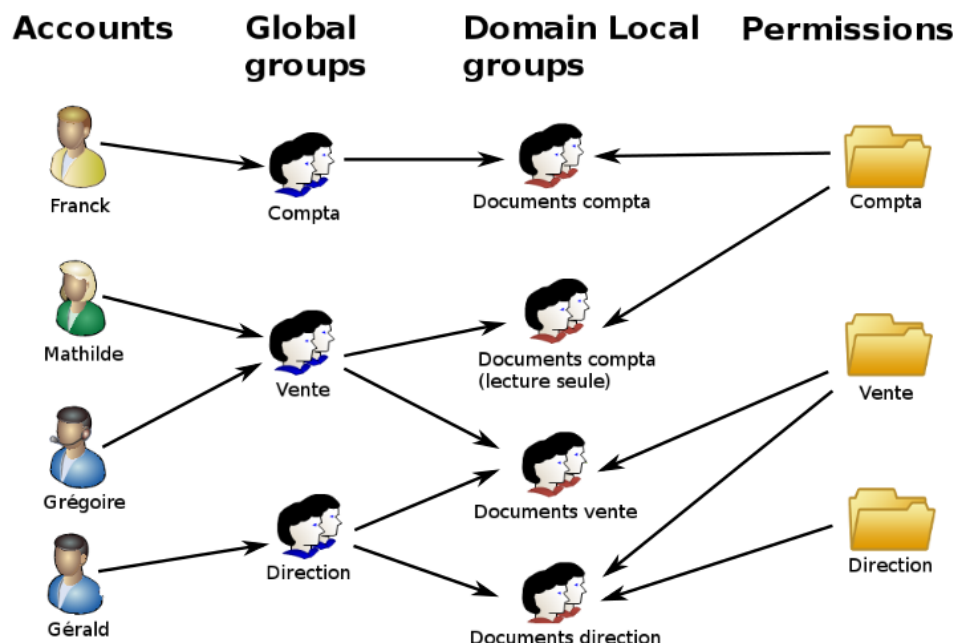 Accounts
Global
groups
Domain Local
groups
Permissions
Franck
Compta
Documents compta
Compta
Mathilde
Vente
Documents compta
(lecture seule)
Vente
Grégoire
Documents vente
Direction
Direction
Gérald
Documents direction